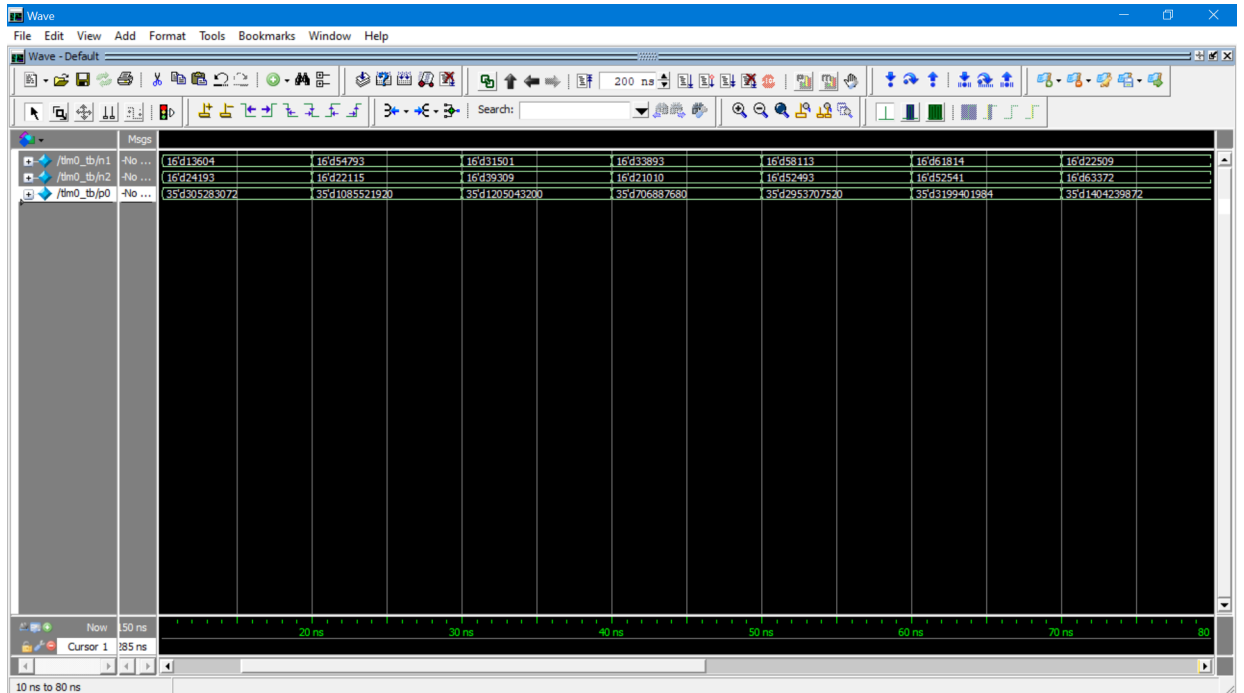 Wave
File Edit View Add Format Tools Bookmarks Window Help
Wave - Default
200 ns
Search:
Msgs
/tlm0_tb/n1 -No ... 16'd13604 16'd54793 16'd31501 16'd33893 16'd58113 16'd61814 16'd22509
/tlm0_tb/n2 -No ... 16'd24193 16'd22115 16'd39309 16'd21010 16'd52493 16'd52541 16'd63372
/tlm0_tb/p0 -No ... 35'd305283072 35'd1085521920 35'd1205043200 35'd706887680 35'd2953707520 35'd3199401984 35'd1404239872
Now 150 ns 20 ns 30 ns 40 ns 50 ns 60 ns 70 ns 80
Cursor 1 285 ns
10 ns to 80 ns